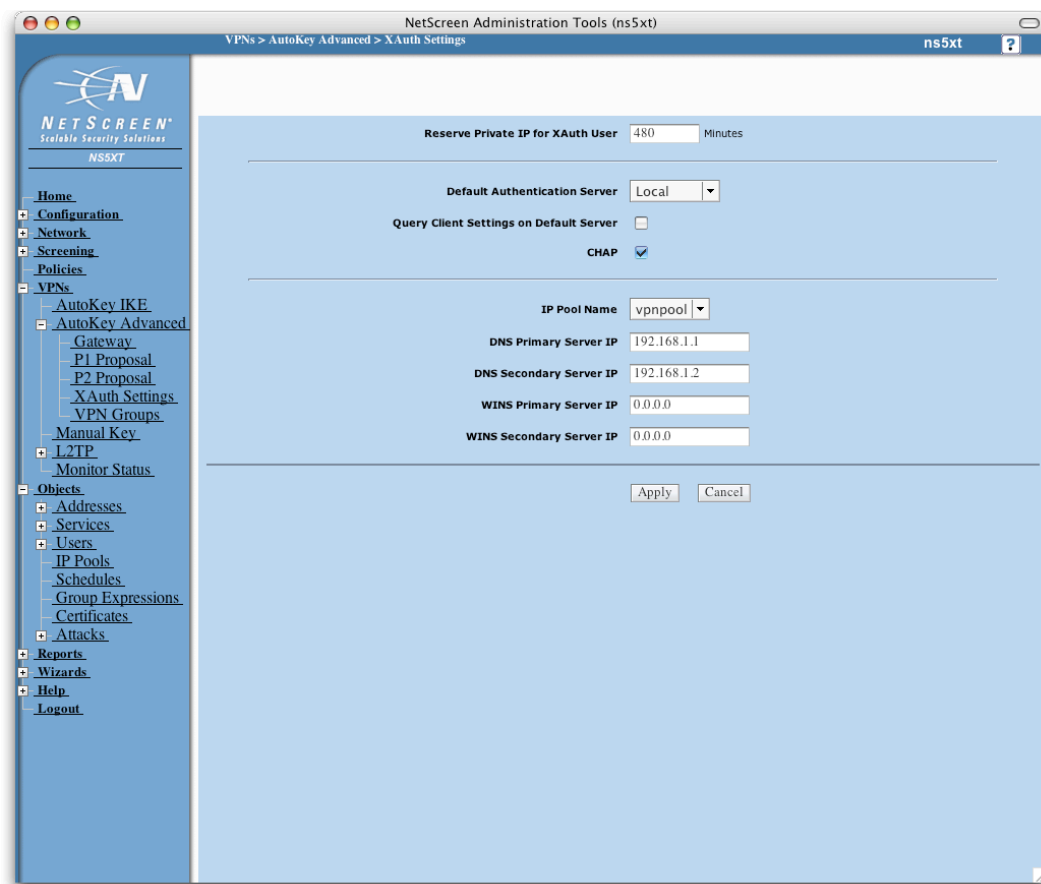 NetScreen Administration Tools (ns5xt)
VPNs > AutoKey Advanced > XAuth Settings
ns5xt
?
N
NETSCREEN
Scalable Security Solutions
NS5XT
Home
Configuration
Network
Screening
Policies
VPNs
AutoKey IKE
AutoKey Advanced
Gateway
P1 Proposal
P2 Proposal
XAuth Settings
VPN Groups
Manual Key
L2TP
Monitor Status
Objects
Addresses
Services
Users
IP Pools
Schedules
Group Expressions
Certificates
Attacks
Reports
Wizards
Help
Logout
Reserve Private IP for XAuth User 480 Minutes
Default Authentication Server Local
Query Client Settings on Default Server
CHAP
IP Pool Name vpnpool
DNS Primary Server IP 192.168.1.1
DNS Secondary Server IP 192.168.1.2
WINS Primary Server IP 0.0.0.0
WINS Secondary Server IP 0.0.0.0
Apply Cancel